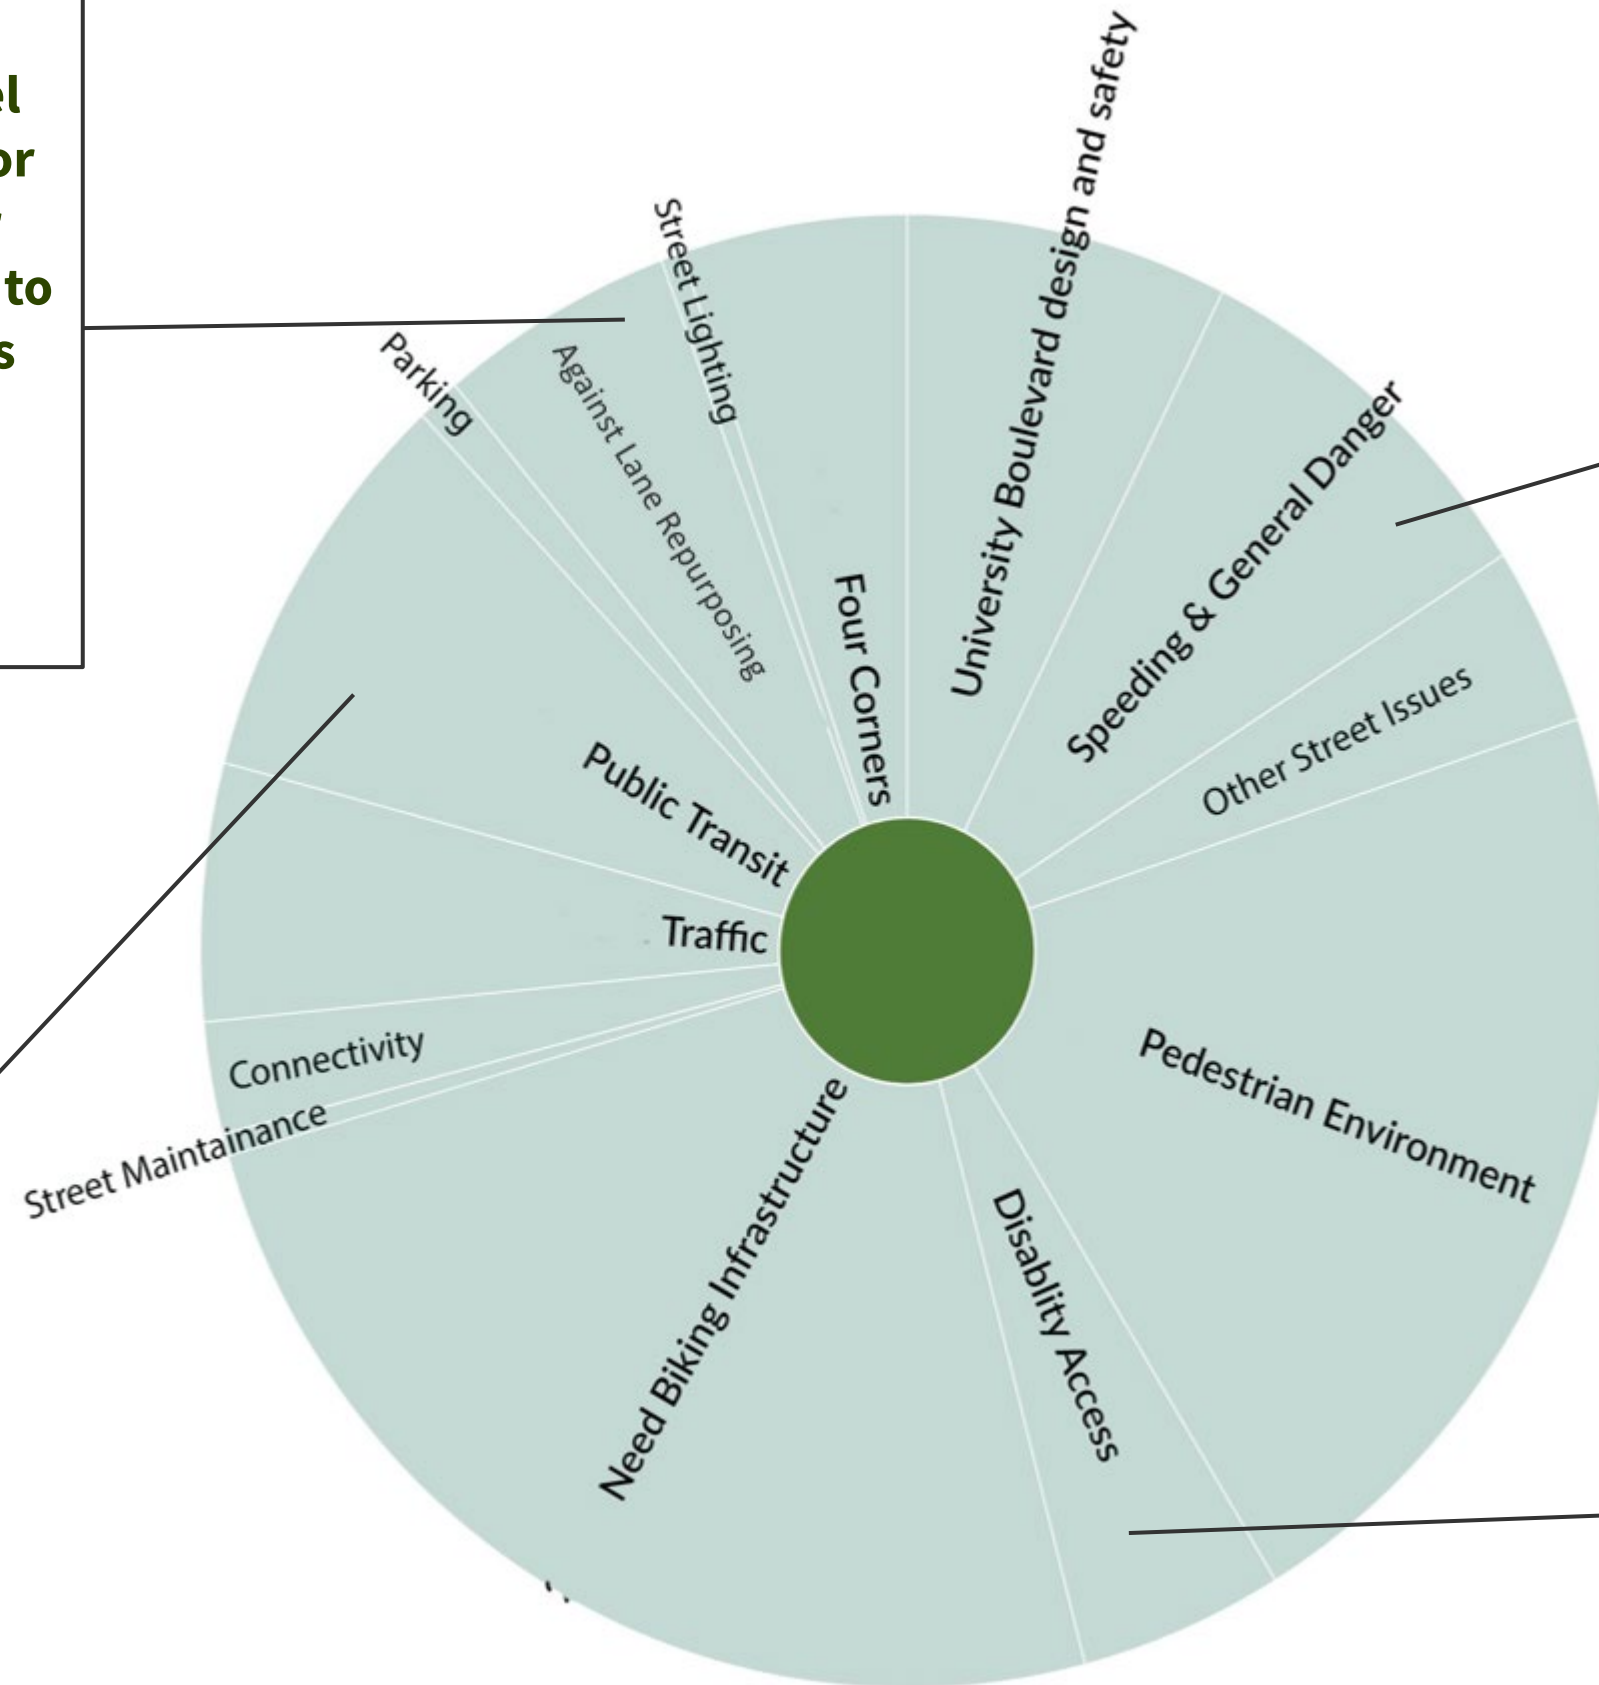 el
or
to
s
University Boulevard design and safety
Speeding & General Danger
Other Street Issues
Pedestrian Environment
Disablity Access
Need Biking Infrastructure
Street Maintainance
Connectivity
Traffic
Public Transit
Parking
Against Lane Repurposing
Street Lighting
Four Corners